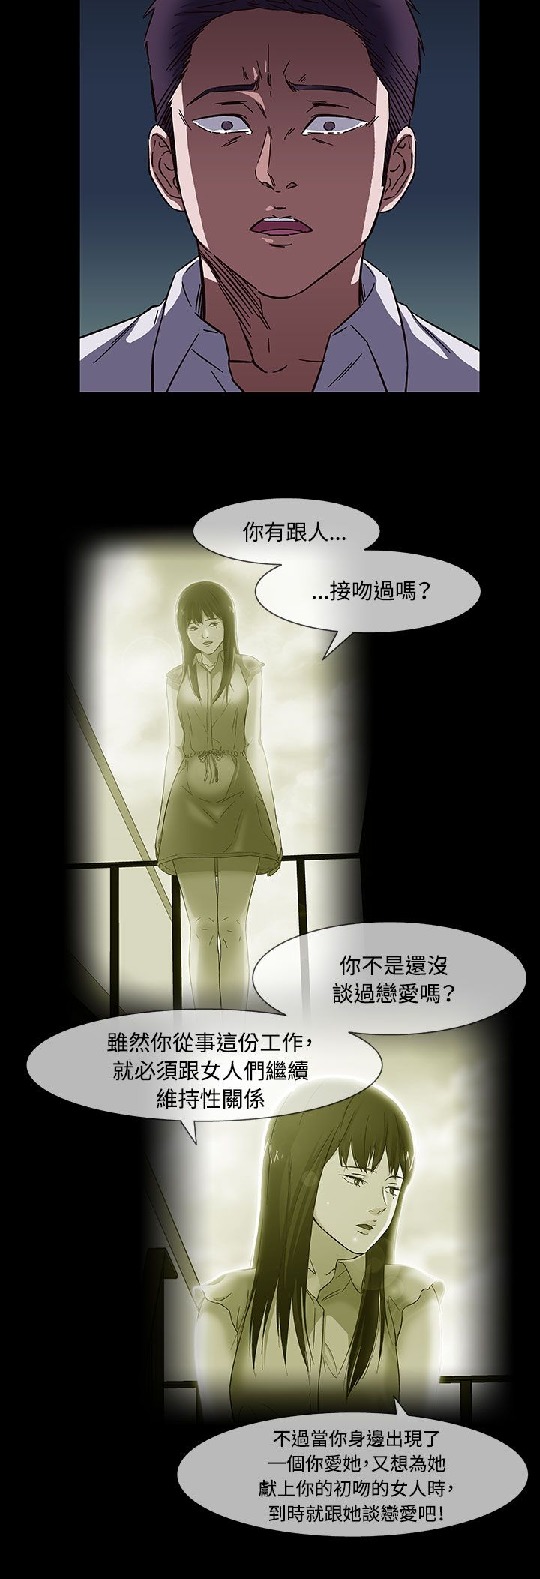 你有跟人...
...接吻過嗎?
你不是還沒
談過戀愛嗎?
雖然你從事這份工作,
就必須跟女人們繼續
維持性關係
不過當你身邊出現了
一個你愛她,又想為她
獻上你的初吻的女人時,
到時就跟她談戀愛吧!